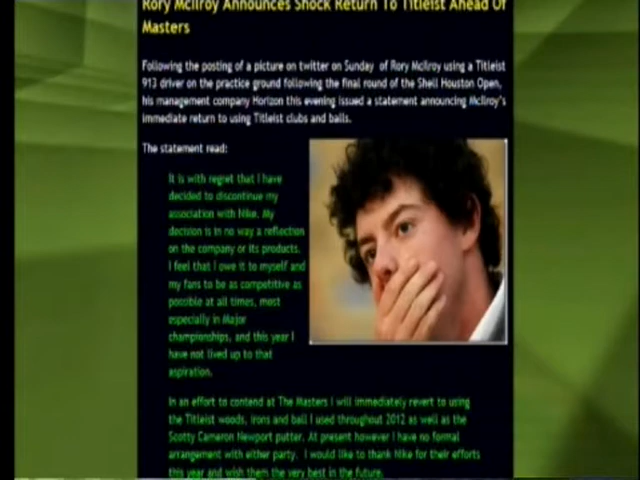 Rory McIlroy Announces Shock Return To Titleist Ahead Of
Masters
Following the posting of a picture on twitter on Sunday of Rory McIlroy using a Titleist
913 driver on the practice ground following the final round of the Shell Houston Open,
his management company Horizon this evening issued a statement announcing McIlroy's
immediate return to using Titleist clubs and balls.
The statement read:
It is with regret that I have
decided to discontinue my
association with Nike. My
decision is in no way a reflection
on the company or its products.
I feel that I owe it to myself and
my fans to be as competitive as
possible at all times, most
especially in Major
championships, and this year I
have not lived up to that
aspiration.
In an effort to contend at The Masters I will immediately revert to using
the Titleist woods, irons and ball I used throughout 2012 as well as the
Scotty Cameron Newport putter. At present however I have no formal
arrangement with either party. I would like to thank Nike for their efforts
this year and wish them the very best in the future.